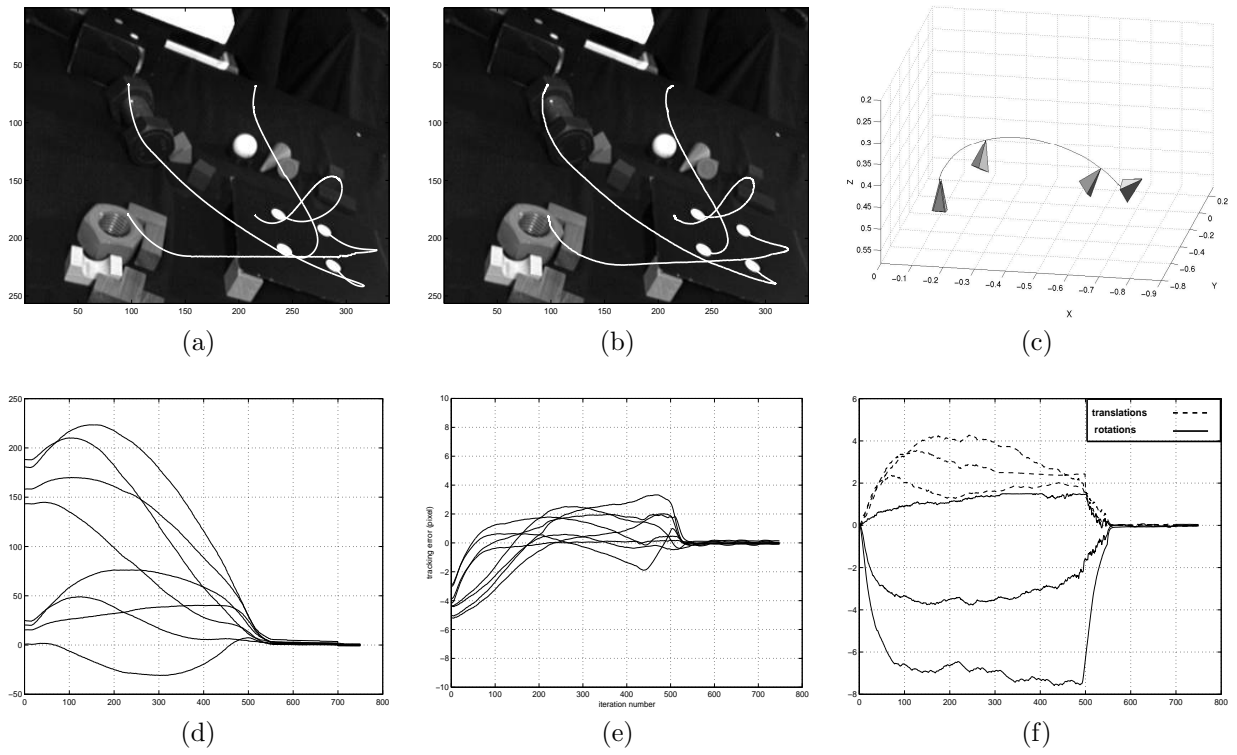 50
100
150
200
250
50 100 150 200 250 300
(a)
50
100
150
200
250
50 100 150 200 250 300
(b)
0.2
0.25
0.3
0.35
0.4
0.45
0.5
0.55
Z
0 −0.1 −0.2 −0.3 −0.4 −0.5 −0.6 −0.7 −0.8 −0.9
X
0.2
0
−0.2
−0.4
−0.6
−0.8
Y
(c)
250
200
150
100
50
0
−50
0 100 200 300 400 500 600 700 800
(d)
10
8
6
4
2
0
−2
−4
−6
−8
−10
tracking error (pixel)
0 100 200 300 400 500 600 700 800
iteration number
(e)
6
4
2
0
−2
−4
−6
−8
translations
rotations
0 100 200 300 400 500 600 700 800
(f)